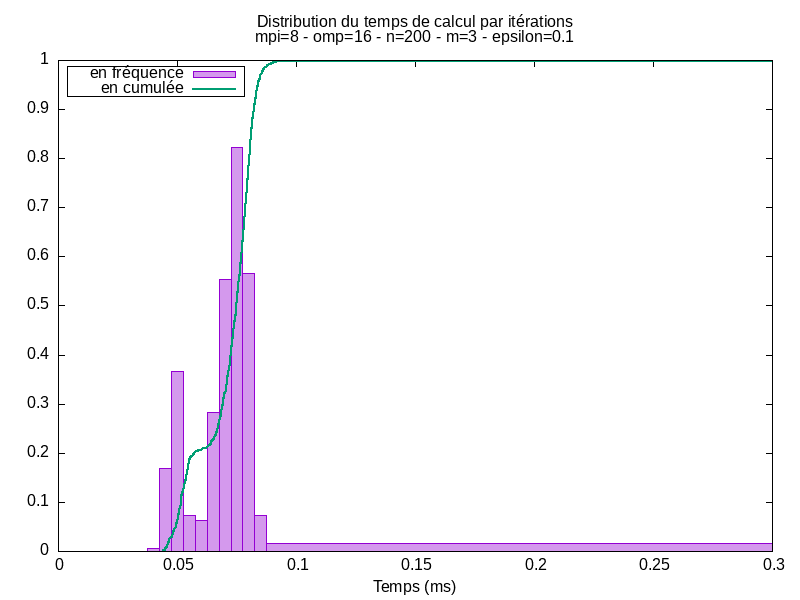 Distribution du temps de calcul par itérations
mpi=8 - omp=16 - n=200 - m=3 - epsilon=0.1
en fréquence
en cumulée
1
0.9
0.8
0.7
0.6
0.5
0.4
0.3
0.2
0.1
0
0 0.05 0.1 0.15 0.2 0.25 0.3
Temps (ms)